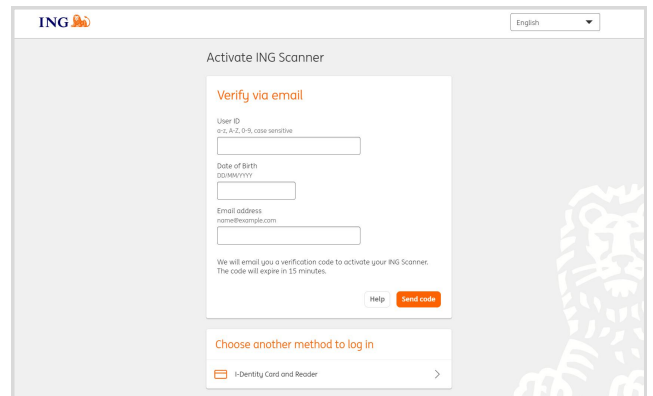 ING
English
Activate ING Scanner
Verify via email
User ID
a-z, A-Z, 0-9, case sensitive
Date of Birth
DD/MM/YYYY
Email address
name@example.com
We will email you a verification code to activate your ING Scanner.
The code will expire in 15 minutes.
Help
Send code
Choose another method to log in
I-Dentity Card and Reader